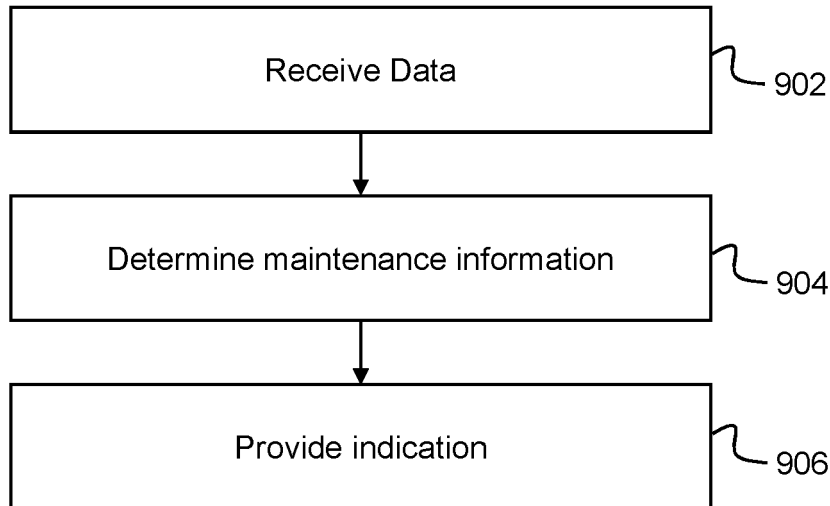 Receive Data
902
Determine maintenance information
904
Provide indication
906